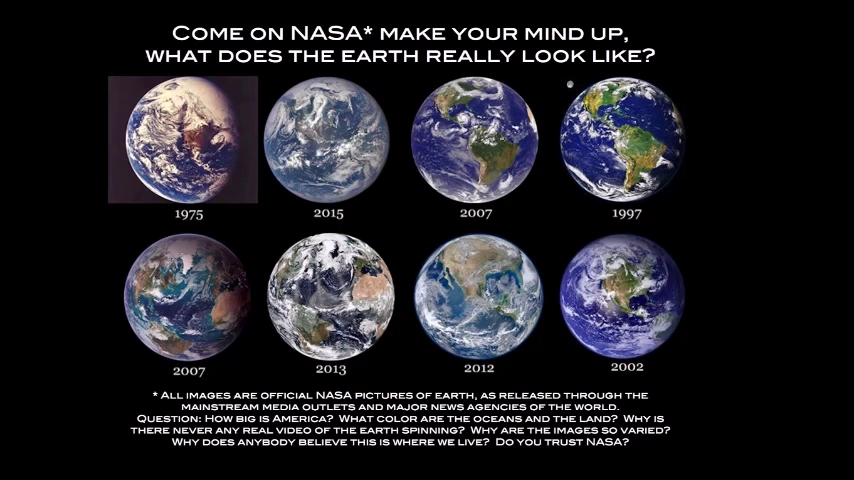 Come on NASA* make your mind up,
what does the earth really look like?
1975 2015 2007 1997
2007 2013 2012 2002
* All images are official NASA pictures of earth, as released through the
mainstream media outlets and major news agencies of the world.
Question: How big is America? What color are the oceans and the land? Why is
there never any real video of the earth spinning? Why are the images so varied?
Why does anybody believe this is where we live? Do you trust NASA?